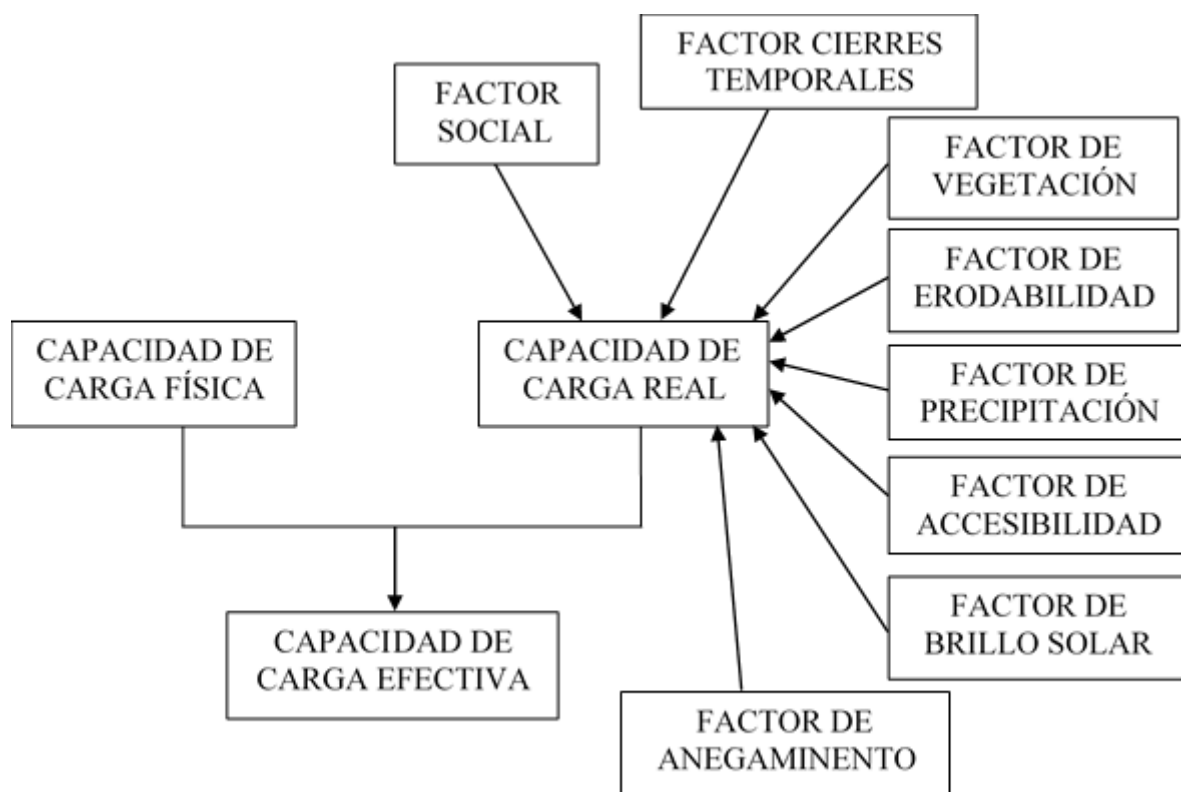 FACTOR CIERRES
TEMPORALES
FACTOR
SOCIAL
FACTOR DE
VEGETACIÓN
FACTOR DE
ERODABILIDAD
CAPACIDAD DE
CARGA FÍSICA
CAPACIDAD DE
CARGA REAL
FACTOR DE
PRECIPITACIÓN
FACTOR DE
ACCESIBILIDAD
FACTOR DE
BRILLO SOLAR
CAPACIDAD DE
CARGA EFECTIVA
FACTOR DE
ANEGAMINENTO